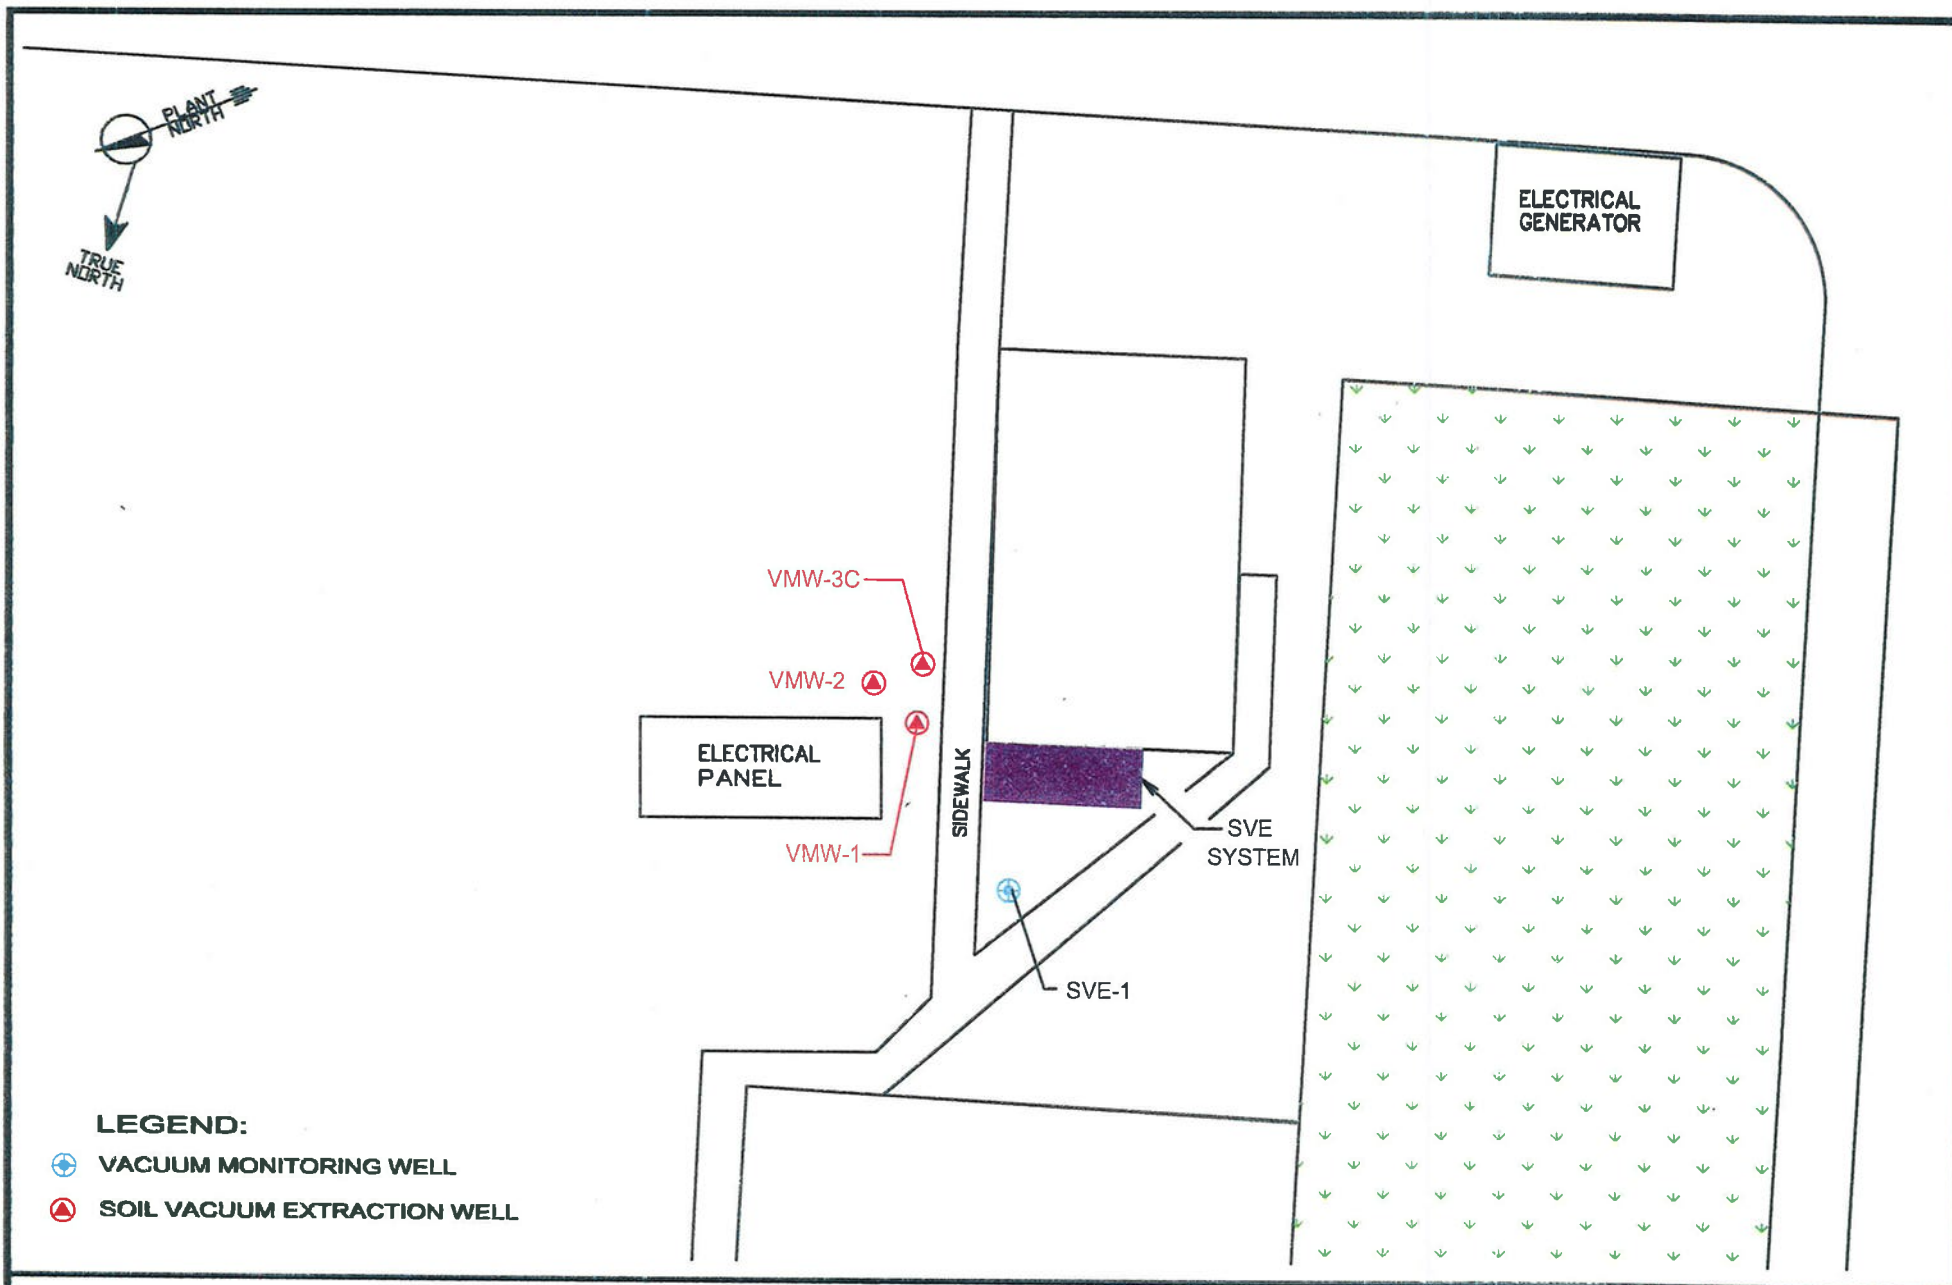 PLANT
NORTH
TRUE
NORTH
ELECTRICAL
GENERATOR
VMW-3C
VMW-2
ELECTRICAL
PANEL
VMW-1
SIDEWALK
SVE
SYSTEM
SVE-1
LEGEND:
VACUUM MONITORING WELL
SOIL VACUUM EXTRACTION WELL